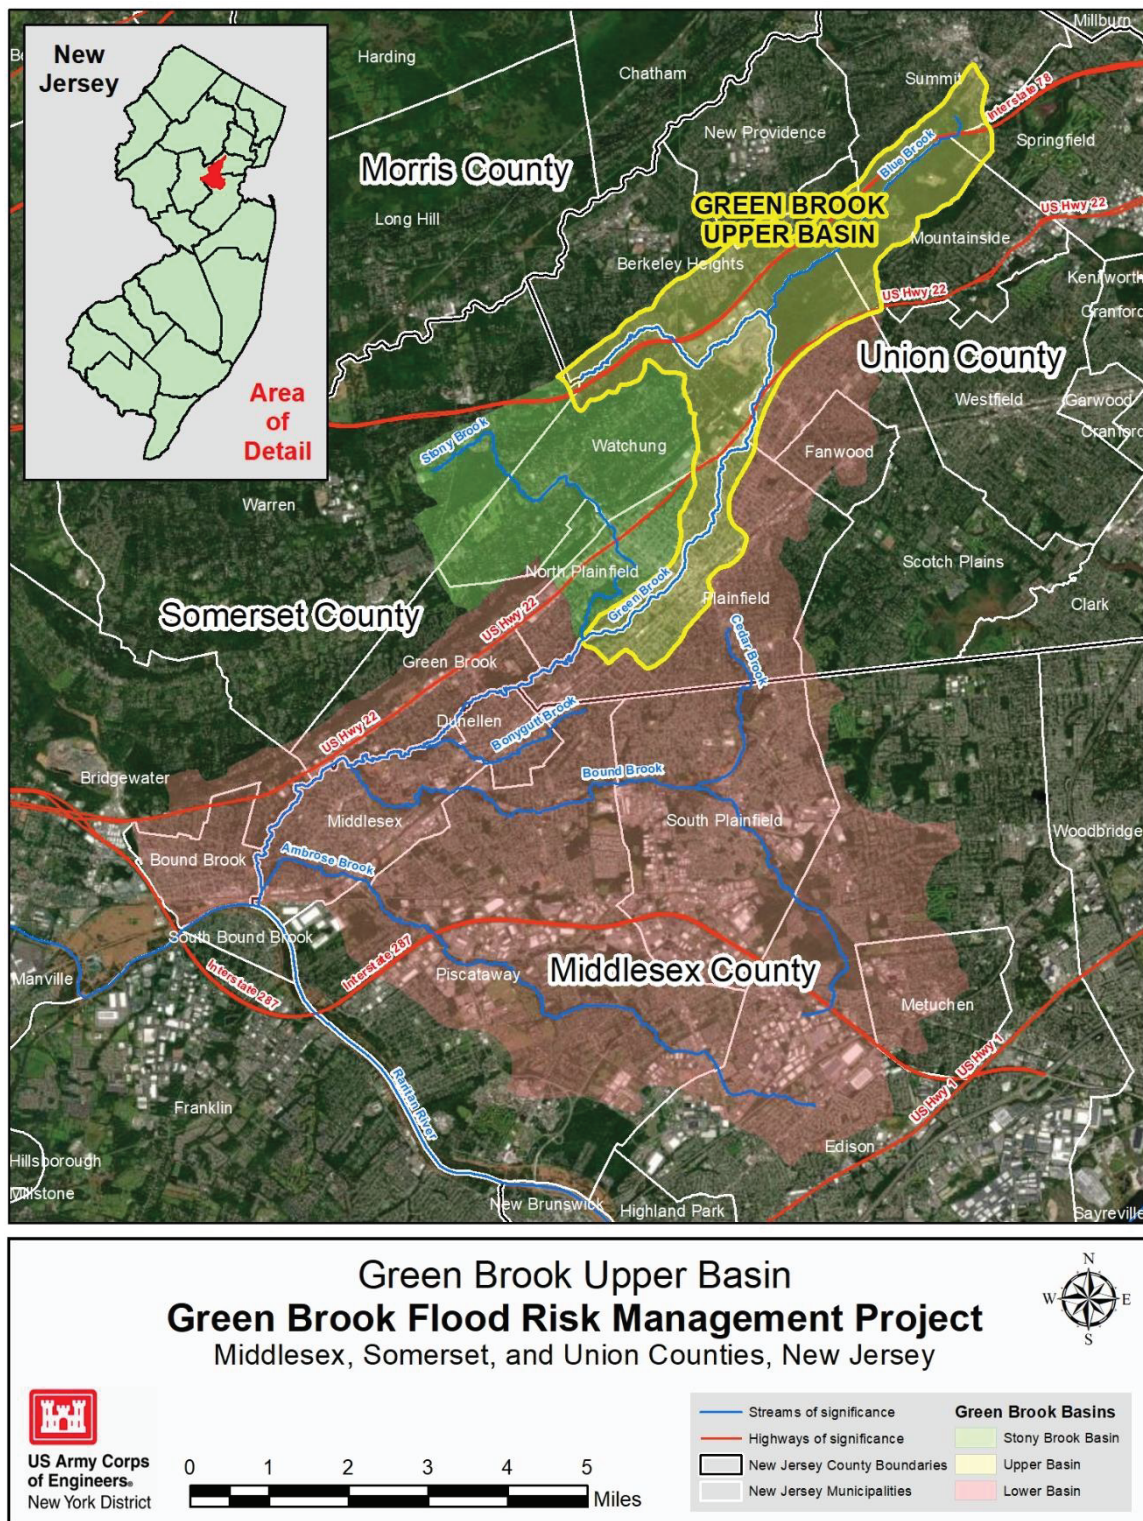 New
Jersey
Area
of
Detail
Harding
Chatham
Millburn
Summit
Interstate 78
New Providence
Springfield
Blue Brook
Morris County
Long Hill
GREEN BROOK
UPPER BASIN
US Hwy 22
Mountainside
Berkeley Heights
Kenilworth
US Hwy 22
Cranford
Union County
Westfield
Garwood
Watchung
Fanwood
Cranford
Stony Brook
Warren
Scotch Plains
North Plainfield
Green Brook
Plainfield
Clark
Somerset County
US Hwy 22
Cedar Brook
Green Brook
Dunellen
Bonygutt Brook
US Hwy 22
Bridgewater
Bound Brook
Middlesex
South Plainfield
Woodbridge
Bound Brook
Ambrose Brook
South Bound Brook
Manville
Interstate 287
Interstate 287
Piscataway
Middlesex County
Metuchen
US Hwy 1
US Hwy 1
Raritan River
Franklin
Edison
Hillsborough
Millstone
New Brunswick
Highland Park
Sayreville
Green Brook Upper Basin
Green Brook Flood Risk Management Project
Middlesex, Somerset, and Union Counties, New Jersey
N
W
E
S
US Army Corps
of Engineers®
New York District
0 1 2 3 4 5
Miles
Streams of significance
Highways of significance
New Jersey County Boundaries
New Jersey Municipalities
Green Brook Basins
Stony Brook Basin
Upper Basin
Lower Basin